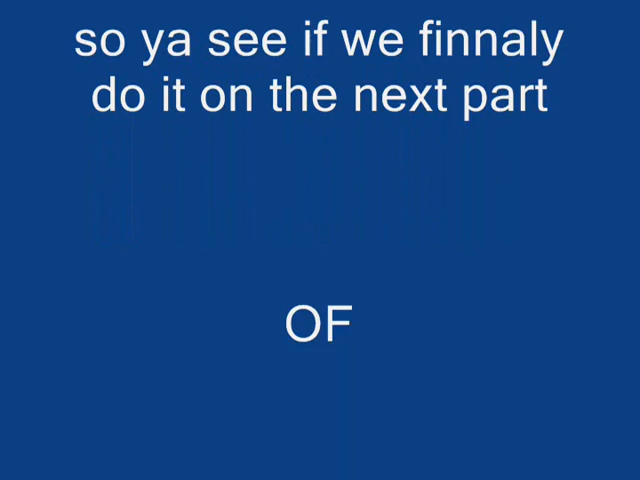 so ya see if we finnaly
do it on the next part
OF